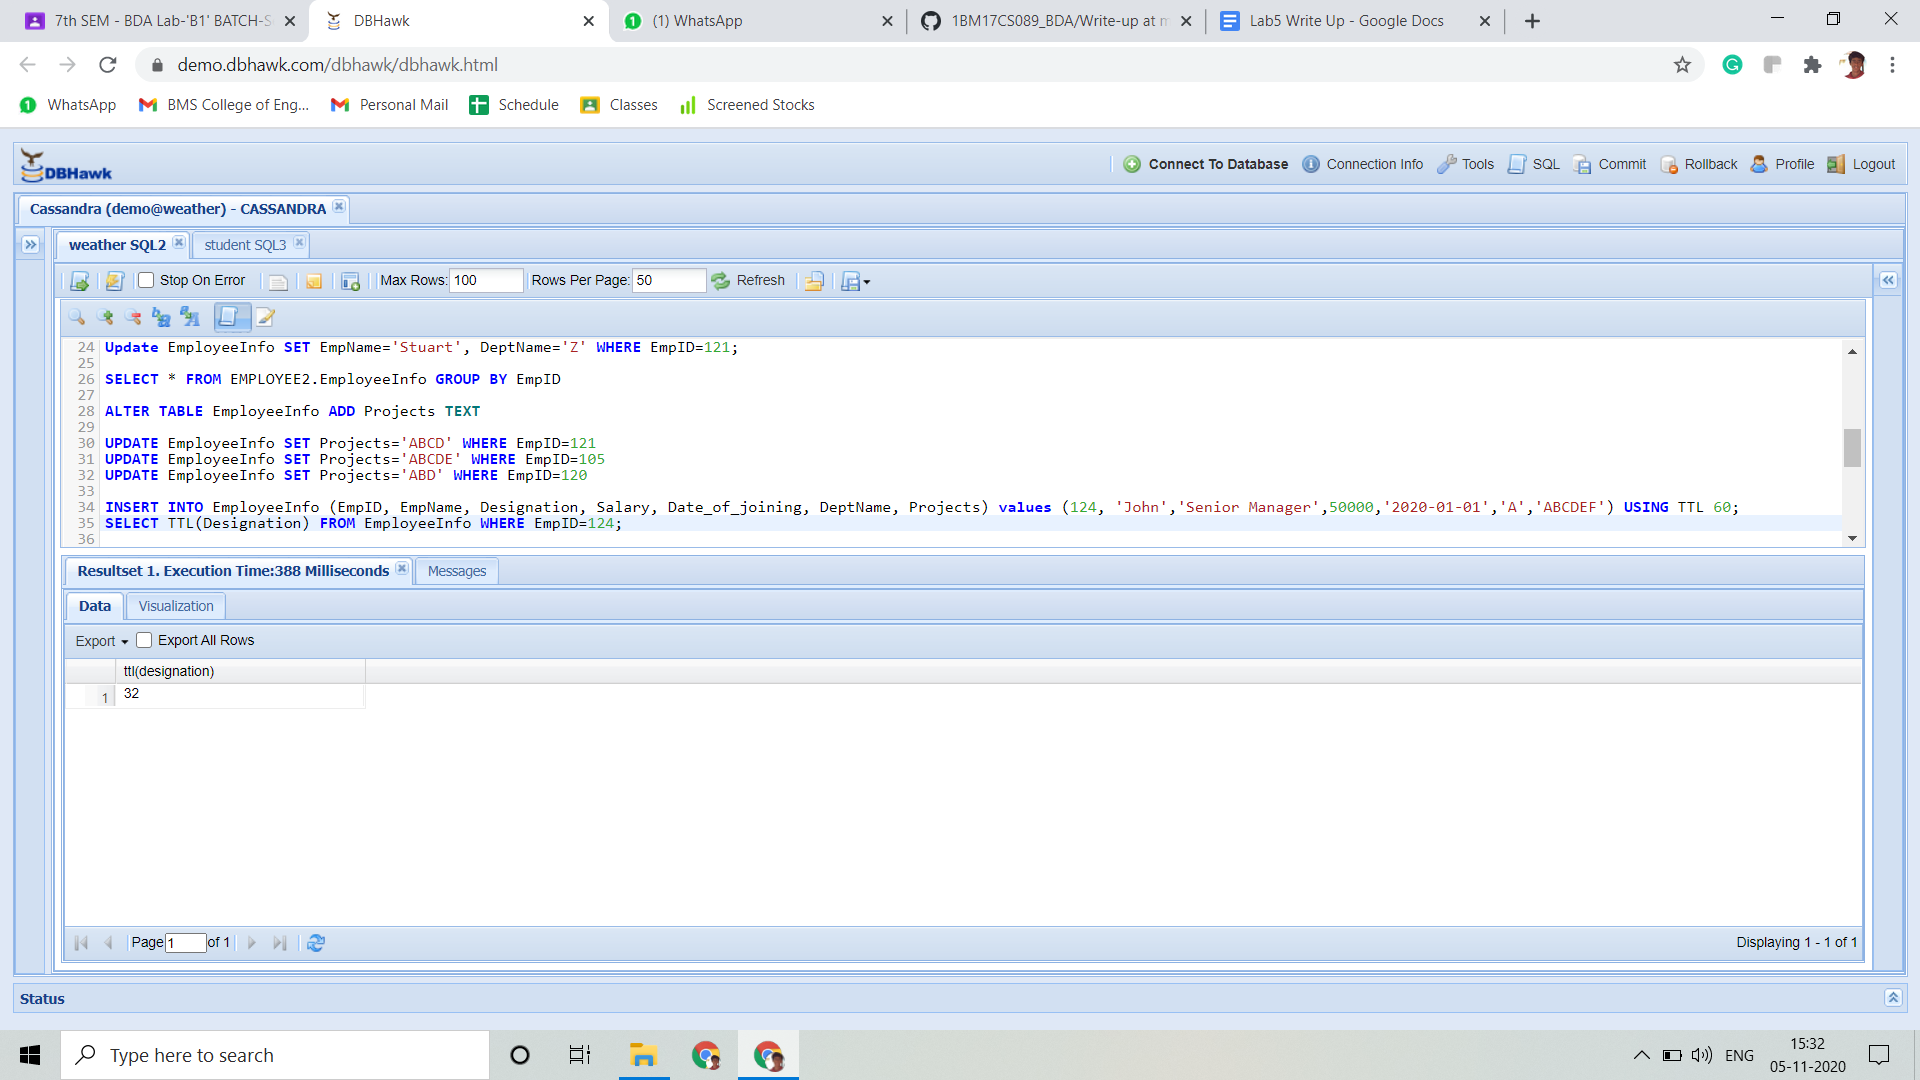 7th SEM - BDA Lab-'B1' BATCH-S
DBHawk
(1) WhatsApp
1BM17CS089_BDA/Write-up at m
Lab5 Write Up - Google Docs
demo.dbhawk.com/dbhawk/dbhawk.html
WhatsApp
BMS College of Eng...
Personal Mail
Schedule
Classes
Screened Stocks
DBHawk
Connect To Database
Connection Info
Tools
SQL
Commit
Rollback
Profile
Logout
Cassandra (demo@weather) - CASSANDRA
weather SQL2
student SQL3
Stop On Error
Max Rows: 100
Rows Per Page: 50
Refresh
24 Update EmployeeInfo SET EmpName='Stuart', DeptName='Z' WHERE EmpID=121;
25
26 SELECT * FROM EMPLOYEE2.EmployeeInfo GROUP BY EmpID
27
28 ALTER TABLE EmployeeInfo ADD Projects TEXT
29
30 UPDATE EmployeeInfo SET Projects='ABCD' WHERE EmpID=121
31 UPDATE EmployeeInfo SET Projects='ABCDE' WHERE EmpID=105
32 UPDATE EmployeeInfo SET Projects='ABD' WHERE EmpID=120
33
34 INSERT INTO EmployeeInfo (EmpID, EmpName, Designation, Salary, Date_of_joining, DeptName, Projects) values (124, 'John','Senior Manager',50000,'2020-01-01','A','ABCDEF') USING TTL 60;
35 SELECT TTL(Designation) FROM EmployeeInfo WHERE EmpID=124;
36
Resultset 1. Execution Time:388 Milliseconds
Messages
Data
Visualization
Export
Export All Rows
ttl(designation)
1 32
Page 1 of 1
Displaying 1 - 1 of 1
Status
Type here to search
ENG
15:32
05-11-2020